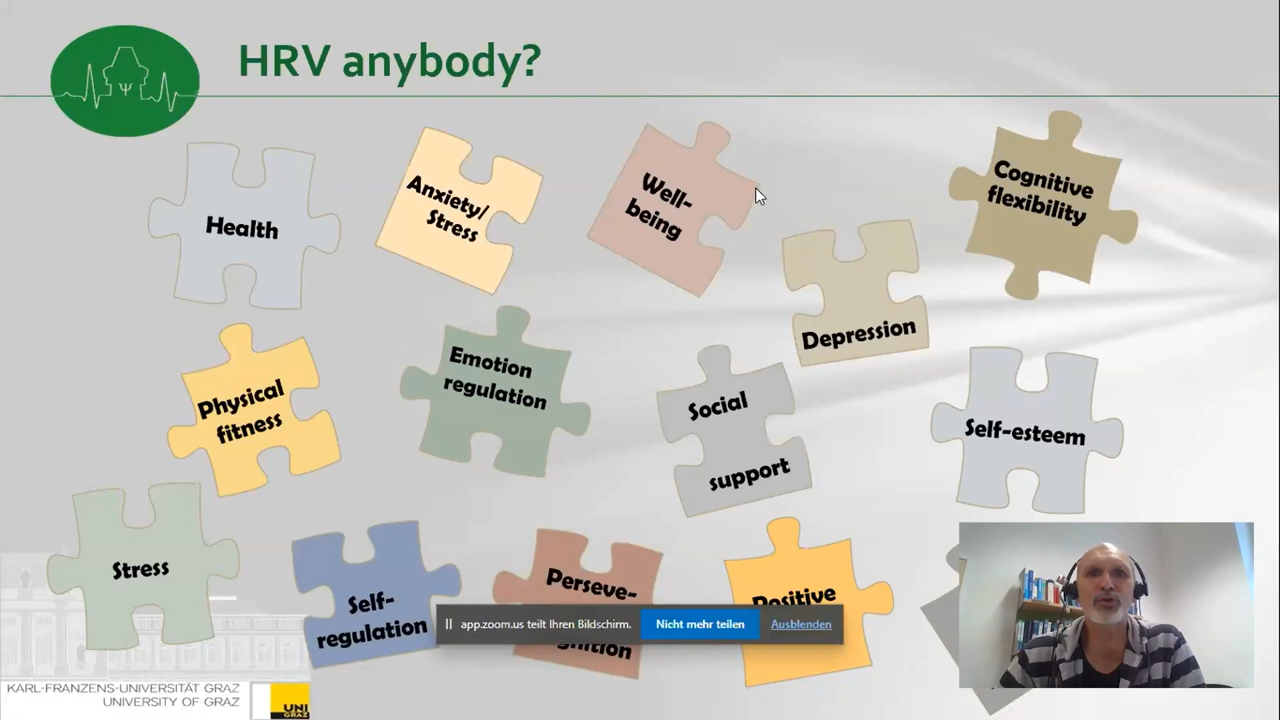 HRV anybody?
Health
Anxiety/
Stress
Well-
being
Cognitive
flexibility
Depression
Physical
fitness
Emotion
regulation
Social
support
Self-esteem
Stress
Self-
regulation
Perseve-
gnition
Positive
app.zoom.us teilt Ihren Bildschirm.
Nicht mehr teilen
Ausblenden
KARL-FRANZENS-UNIVERSITÄT GRAZ
UNIVERSITY OF GRAZ
UNI
GRAZ